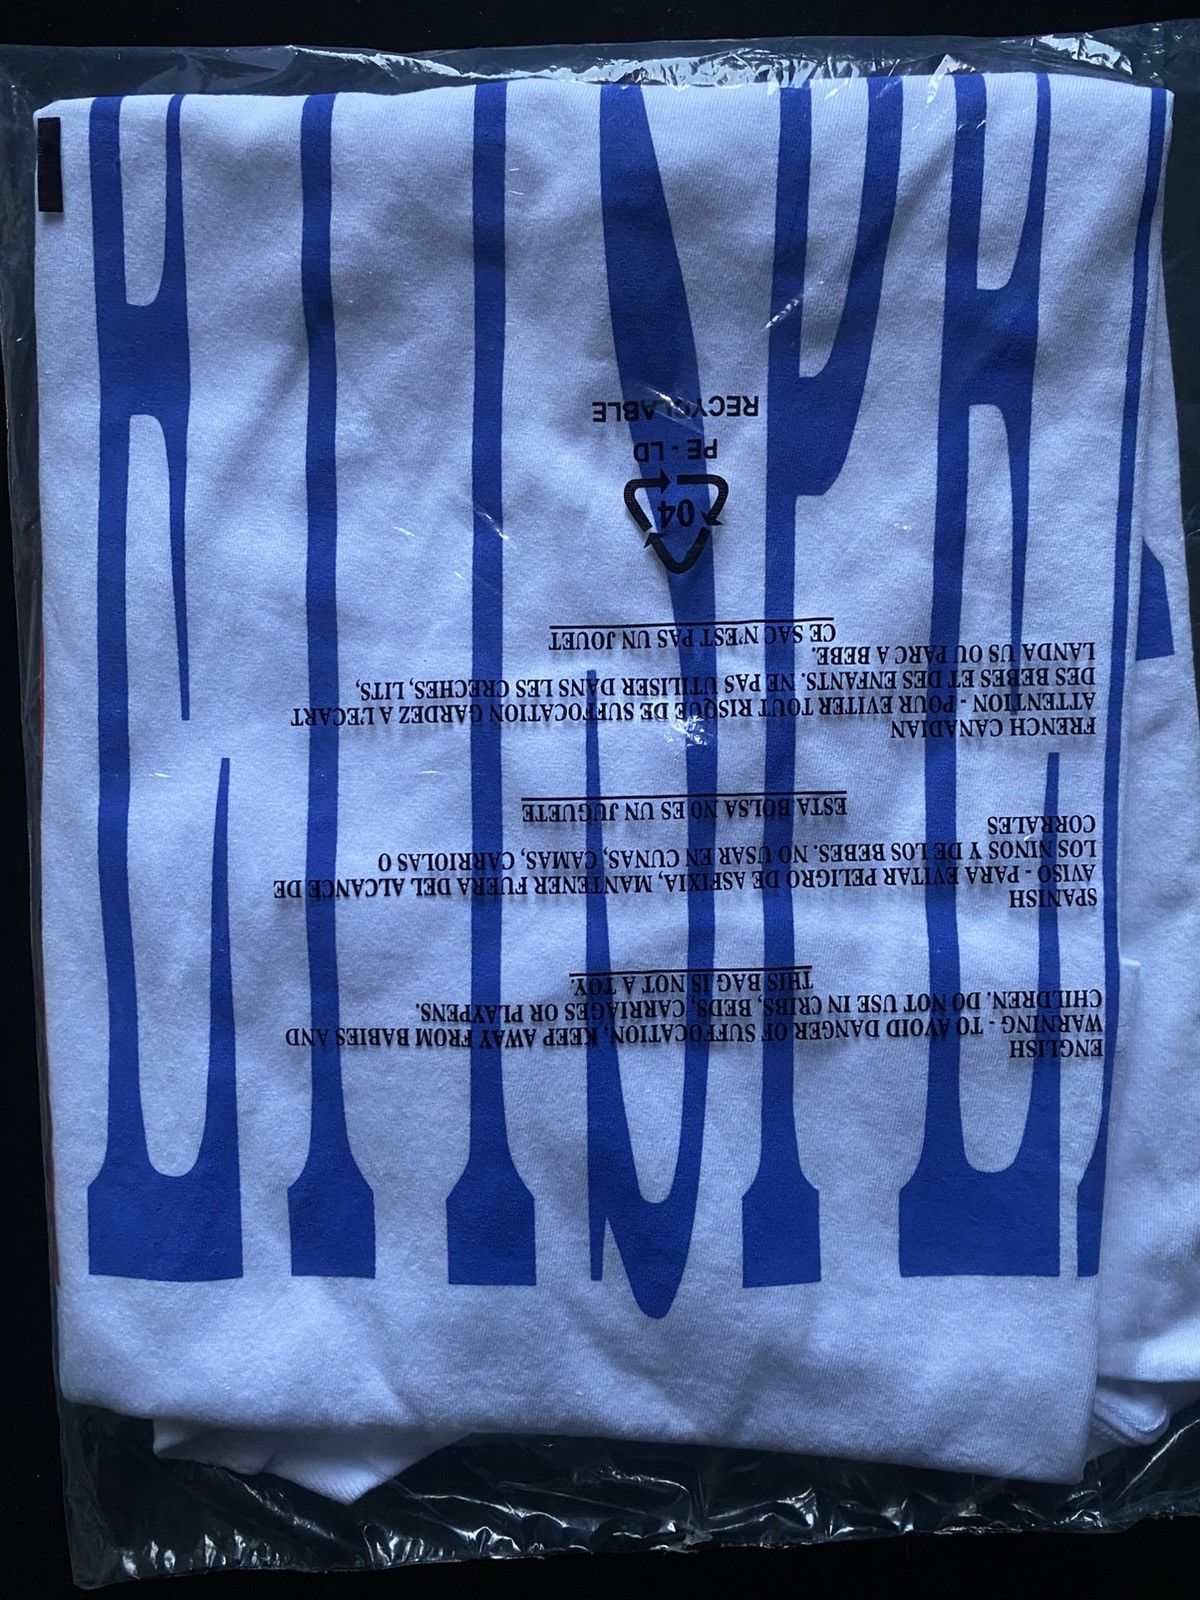 ENGLISH
WARNING - TO AVOID DANGER OF SUFFOCATION, KEEP AWAY FROM BABIES AND
CHILDREN, DO NOT USE IN CRIBS, BEDS, CARRIAGES OR PLAYPENS.
THIS BAG IS NOT A TOY.
SPANISH
AVISO - PARA EVITAR PELIGRO DE ASFIXIA, MANTENER FUERA DEL ALCANCE DE
LOS NINOS Y DE LOS BEBES. NO USAR EN CUNAS, CAMAS, CARRIOLAS O
CORRALES
ESTA BOLSA NO ES UN JUGUETE
FRENCH CANADIAN
ATTENTION - POUR EVITER TOUT RISQUE DE SUFFOCATION GARDEZ A L'ECART
DES BEBES ET DES ENFANTS. NE PAS UTILISER DANS LES CRECHES, LITS,
LANDA US OU PARC A BEBE.
CE SAC N'EST PAS UN JOUET
04
PE - LD
RECYCLABLE